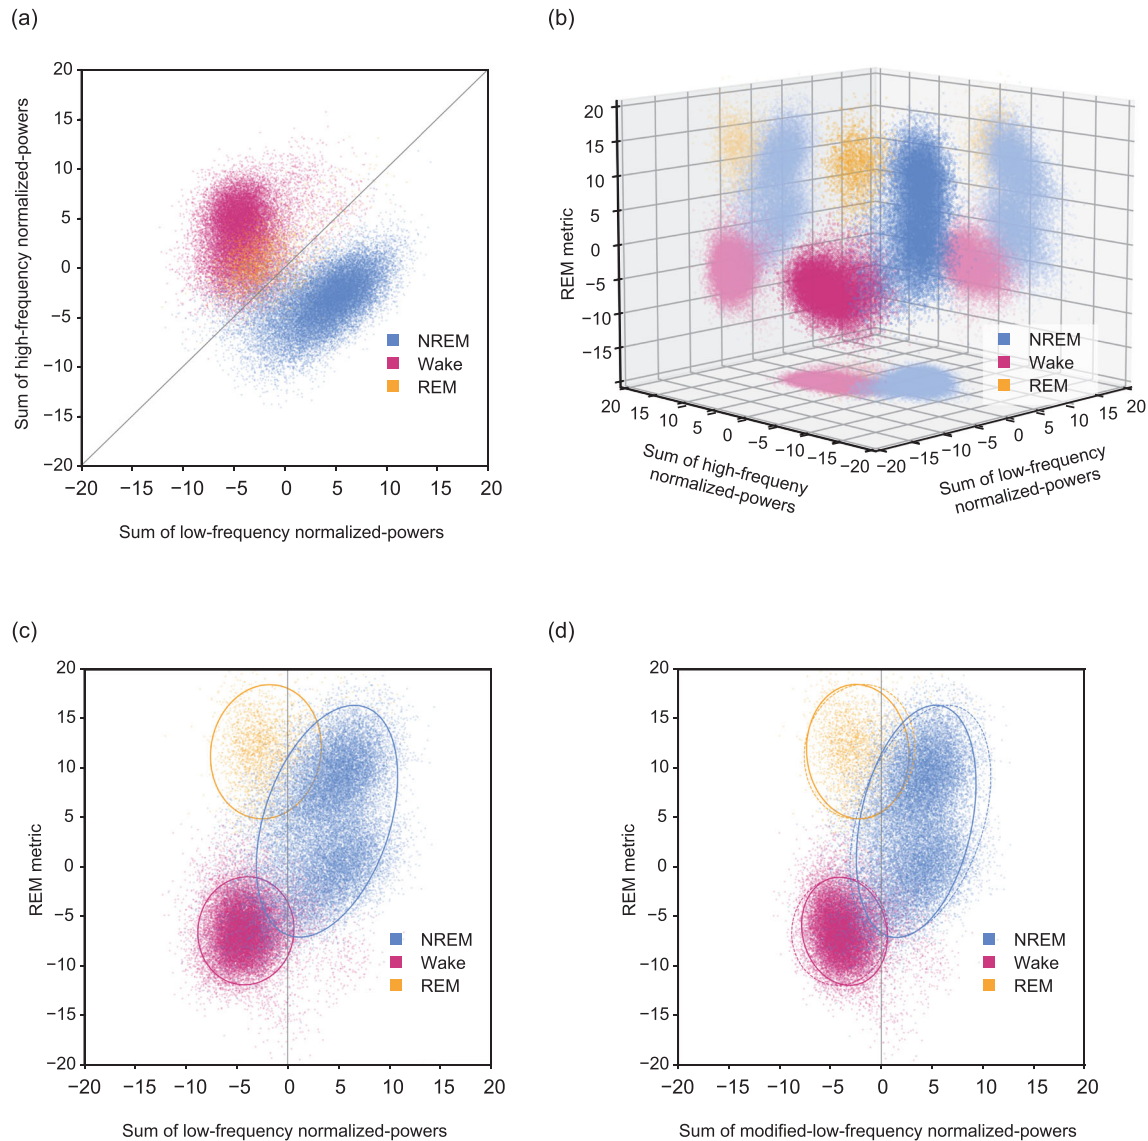 (a)
20
15
10
5
0
−5
−10
−15
−20
Sum of high-frequency normalized-powers
NREM
Wake
REM
−20 −15 −10 −5 0 5 10 15 20
Sum of low-frequency normalized-powers
(b)
20
15
10
5
0
−5
−10
−15
REM metric
NREM
Wake
REM
20 15 10 5 0 −5 −10 −15 −20
−20 −15 −10 −5 0 5 10 15 20
Sum of high-frequeny
normalized-powers
Sum of low-frequency
normalized-powers
(c)
20
15
10
5
0
−5
−10
−15
−20
REM metric
NREM
Wake
REM
−20 −15 −10 −5 0 5 10 15 20
Sum of low-frequency normalized-powers
(d)
20
15
10
5
0
−5
−10
−15
−20
REM metric
NREM
Wake
REM
−20 −15 −10 −5 0 5 10 15 20
Sum of modified-low-frequency normalized-powers